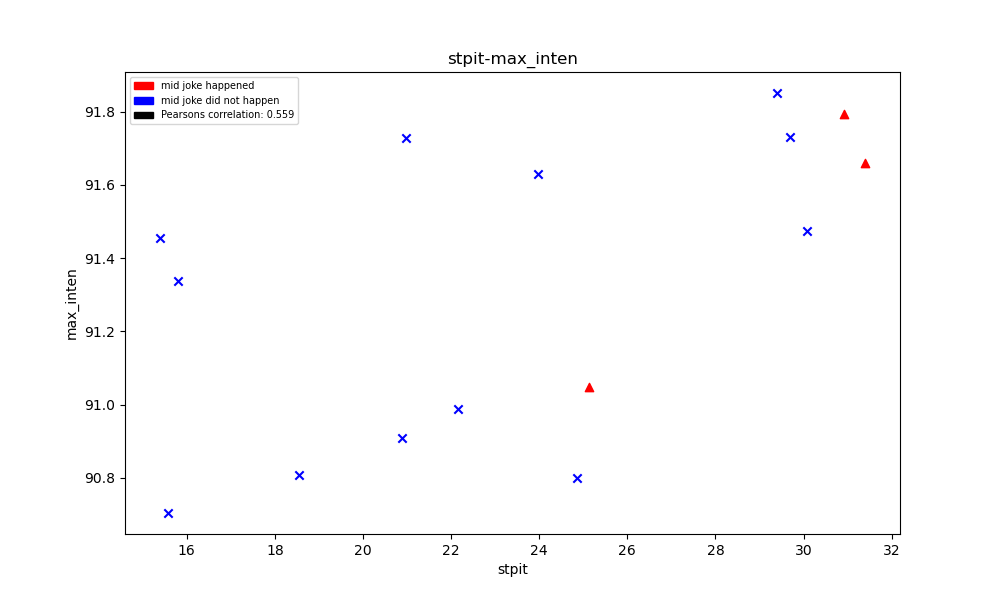 stpit-max_inten
mid joke happened
mid joke did not happen
Pearsons correlation: 0.559
91.8
91.6
91.4
91.2
91.0
90.8
max_inten
16 18 20 22 24 26 28 30 32
stpit